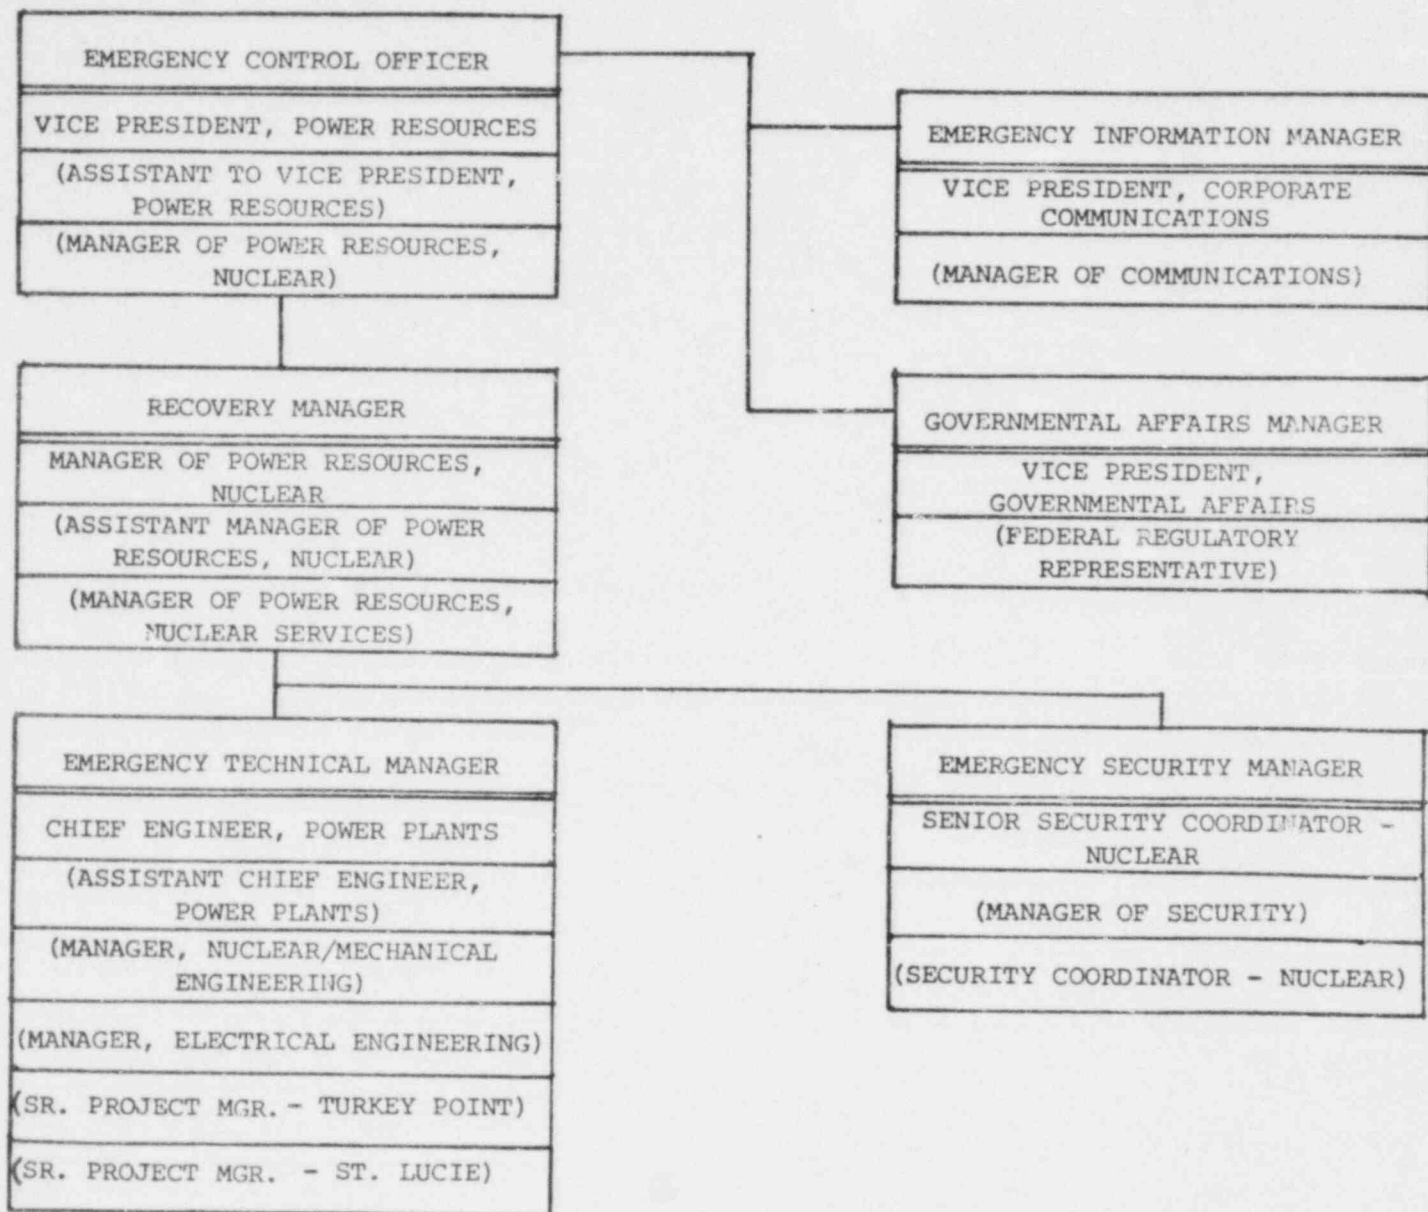 EMERGENCY CONTROL OFFICER
VICE PRESIDENT, POWER RESOURCES
(ASSISTANT TO VICE PRESIDENT,
POWER RESOURCES)
(MANAGER OF POWER RESOURCES,
NUCLEAR)
EMERGENCY INFORMATION MANAGER
VICE PRESIDENT, CORPORATE
COMMUNICATIONS
(MANAGER OF COMMUNICATIONS)
RECOVERY MANAGER
MANAGER OF POWER RESOURCES,
NUCLEAR
(ASSISTANT MANAGER OF POWER
RESOURCES, NUCLEAR)
(MANAGER OF POWER RESOURCES,
NUCLEAR SERVICES)
GOVERNMENTAL AFFAIRS MANAGER
VICE PRESIDENT,
GOVERNMENTAL AFFAIRS
(FEDERAL REGULATORY
REPRESENTATIVE)
EMERGENCY TECHNICAL MANAGER
CHIEF ENGINEER, POWER PLANTS
(ASSISTANT CHIEF ENGINEER,
POWER PLANTS)
(MANAGER, NUCLEAR/MECHANICAL
ENGINEERING)
(MANAGER, ELECTRICAL ENGINEERING)
(SR. PROJECT MGR. - TURKEY POINT)
(SR. PROJECT MGR. - ST. LUCIE)
EMERGENCY SECURITY MANAGER
SENIOR SECURITY COORDINATOR -
NUCLEAR
(MANAGER OF SECURITY)
(SECURITY COORDINATOR - NUCLEAR)